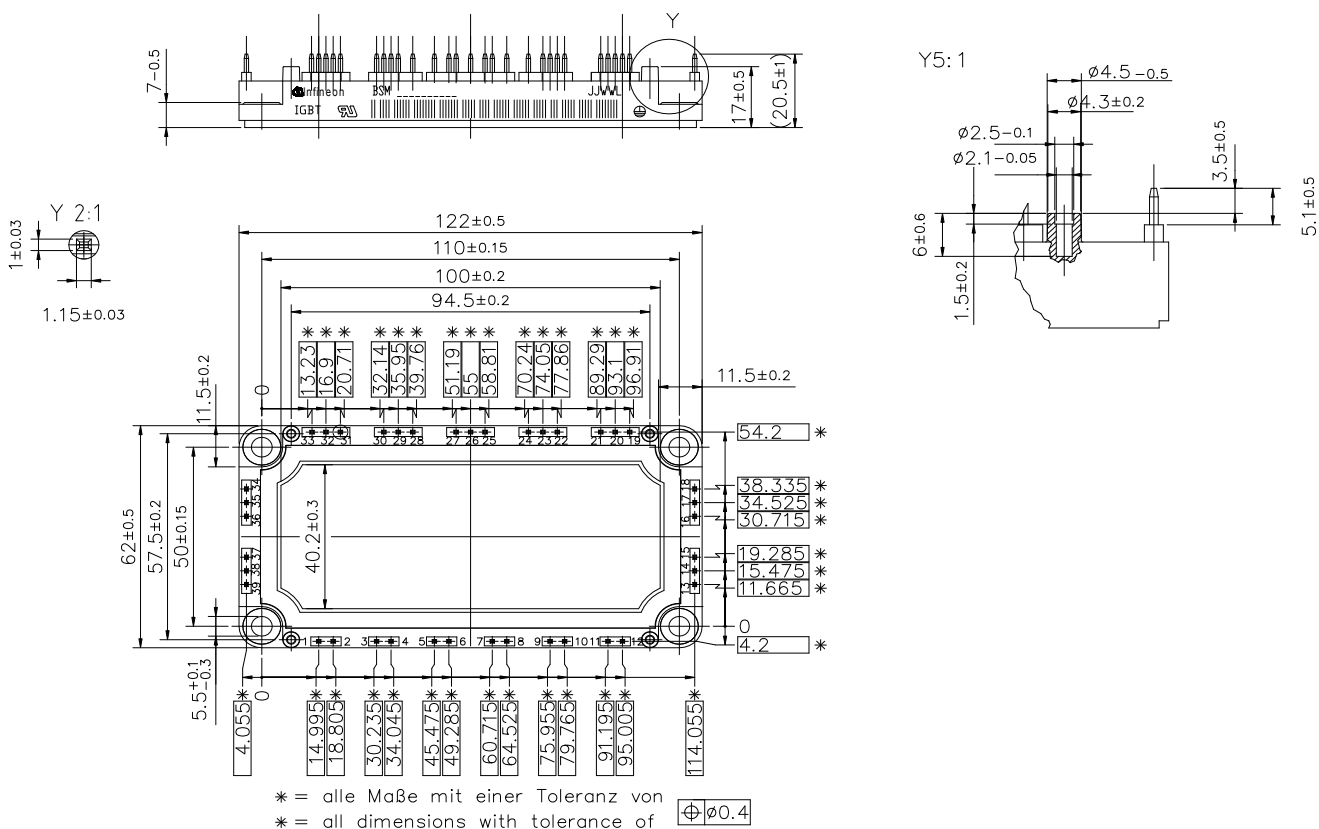 Y
7-0.5
Infineon BSM JJWWL
IGBT
17±0.5
(20.5±1)
Y5:1
ø4.5-0.5
ø4.3±0.2
ø2.5-0.1
ø2.1-0.05
3.5±0.5
5.1±0.5
6±0.6
1.5±0.2
Y 2:1
1±0.03
1.15±0.03
122±0.5
110±0.15
100±0.2
94.5±0.2
* * * * * * * * * * * * * * *
13.23 16.9 20.71 32.14 35.95 39.76 51.19 55 58.81 70.24 74.05 77.86 89.29 93.1 96.91
11.5±0.2
0
11.5±0.2
33 32 31 30 29 28 27 26 25 24 23 22 21 20 19
54.2 *
34 35 36
18 17 16
38.335 *
34.525 *
30.715 *
62±0.5
57.5±0.2
50±0.15
40.2±0.3
37 38 39
15 14 13
19.285 *
15.475 *
11.665 *
0
4.2 *
1 2 3 4 5 6 7 8 9 10 11 12
5.5+0.1-0.3
0
* * * * * * * * * * * * * *
4.055 14.995 18.805 30.235 34.045 45.475 49.285 60.715 64.525 75.955 79.765 91.195 95.005 114.055
* = alle Maße mit einer Toleranz von
* = all dimensions with tolerance of
⌖ ø0.4